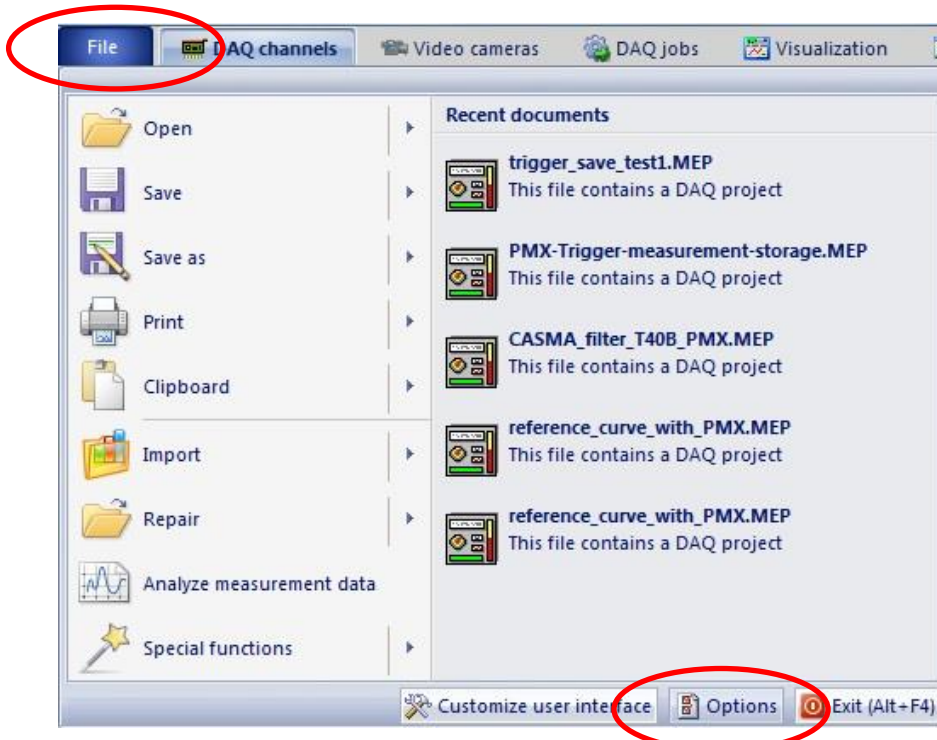 File
DAQ channels
Video cameras
DAQ jobs
Visualization
Open
Save
Save as
Print
Clipboard
Import
Repair
Analyze measurement data
Special functions
Recent documents
trigger_save_test1.MEP
This file contains a DAQ project
PMX-Trigger-measurement-storage.MEP
This file contains a DAQ project
CASMA_filter_T40B_PMX.MEP
This file contains a DAQ project
reference_curve_with_PMX.MEP
This file contains a DAQ project
reference_curve_with_PMX.MEP
This file contains a DAQ project
Customize user interface
Options
Exit (Alt+F4)